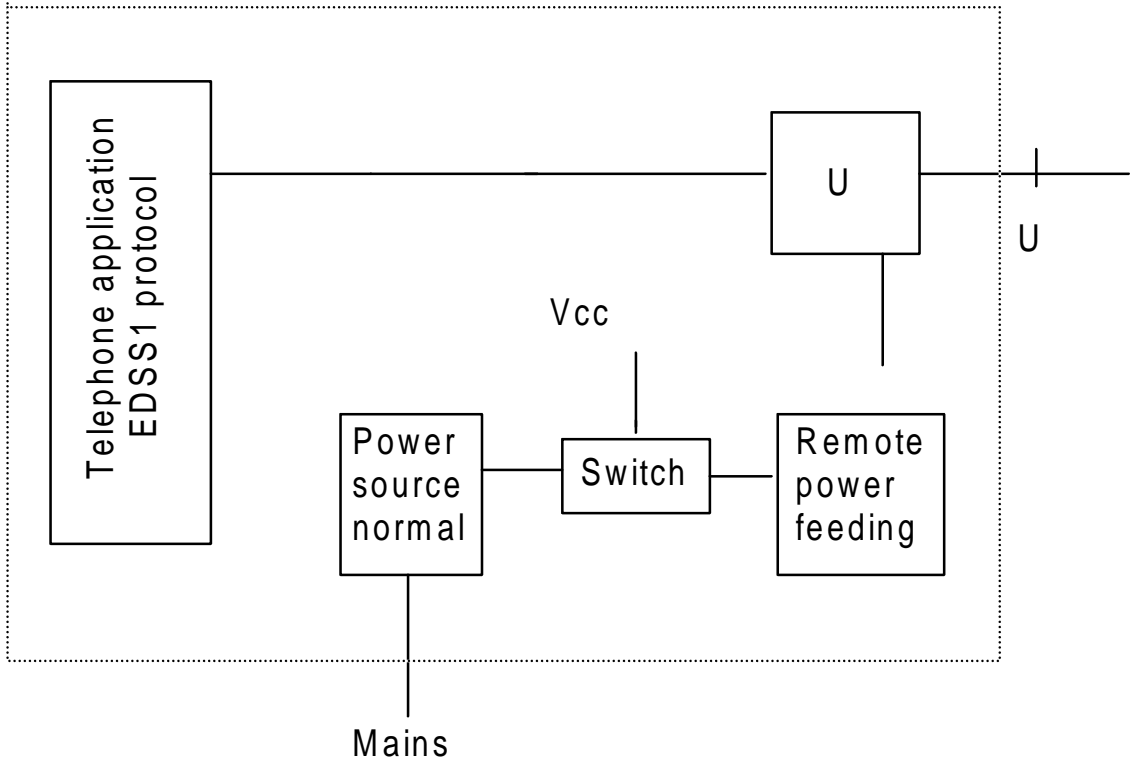 Telephone application
EDSS1 protocol
U
U
Vcc
Power
source
normal
Switch
Remote
power
feeding
Mains